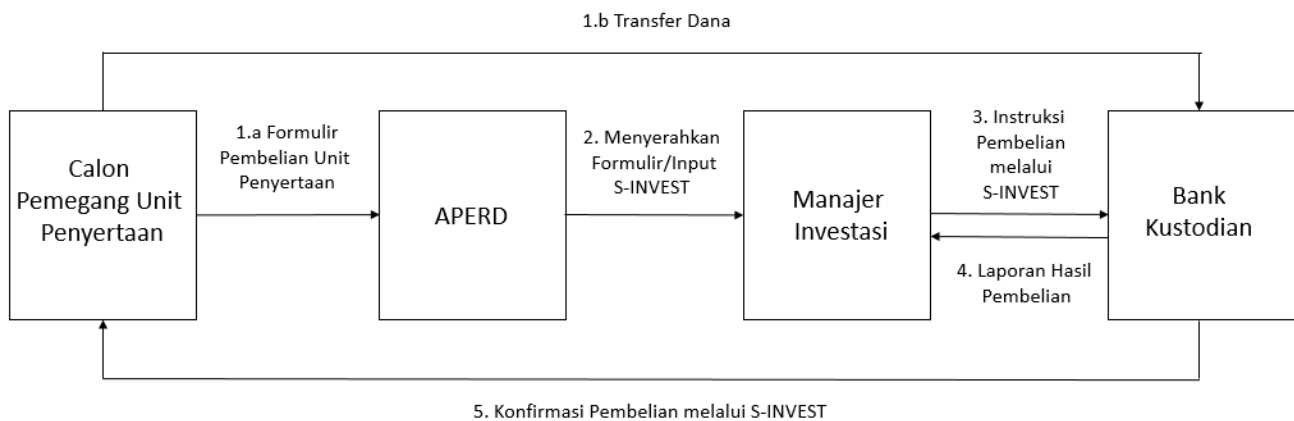 1.b Transfer Dana
Calon
Pemegang Unit
Penyertaan
1.a Formulir
Pembelian Unit
Penyertaan
APERD
2. Menyerahkan
Formulir/Input
S-INVEST
Manajer
Investasi
3. Instruksi
Pembelian
melalui
S-INVEST
4. Laporan Hasil
Pembelian
Bank
Kustodian
5. Konfirmasi Pembelian melalui S-INVEST